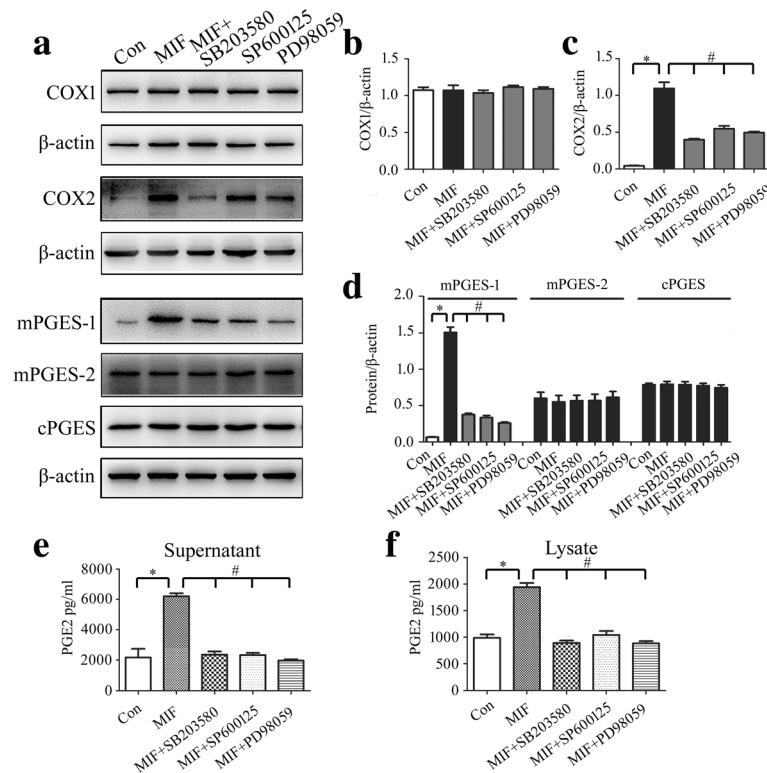 a
Con
MIF
MIF+
SB203580
SP600125
PD98059
COX1
β-actin
COX2
β-actin
mPGES-1
mPGES-2
cPGES
β-actin
b
COX1/β-actin
1.5
1.0
0.5
0.0
Con
MIF
MIF+SB203580
MIF+SP600125
MIF+PD98059
c
COX2/β-actin
1.5
1.0
0.5
0.0
* #
Con
MIF
MIF+SB203580
MIF+SP600125
MIF+PD98059
d
mPGES-1 mPGES-2 cPGES
Protein/β-actin
2.0
1.5
1.0
0.5
0.0
* #
Con
MIF
MIF+SB203580
MIF+SP600125
MIF+PD98059
Con
MIF
MIF+SB203580
MIF+SP600125
MIF+PD98059
Con
MIF
MIF+SB203580
MIF+SP600125
MIF+PD98059
e
Supernatant
PGE2 pg/ml
8000
6000
4000
2000
0
* #
Con
MIF
MIF+SB203580
MIF+SP600125
MIF+PD98059
f
Lysate
PGE2 pg/ml
2500
2000
1500
1000
500
0
* #
Con
MIF
MIF+SB203580
MIF+SP600125
MIF+PD98059